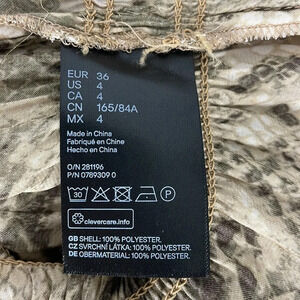 EUR 36
US 4
CA 4
CN 165/84A
MX 4
Made in China
Fabriqué en Chine
Hecho en China
O/N 281196
P/N 0789309 0
30
P
clevercare.info
GB SHELL: 100% POLYESTER.
CZ SVRCHNÍ LÁTKA: 100% POLYESTER.
DE OBERMATERIAL: 100% POLYESTER.